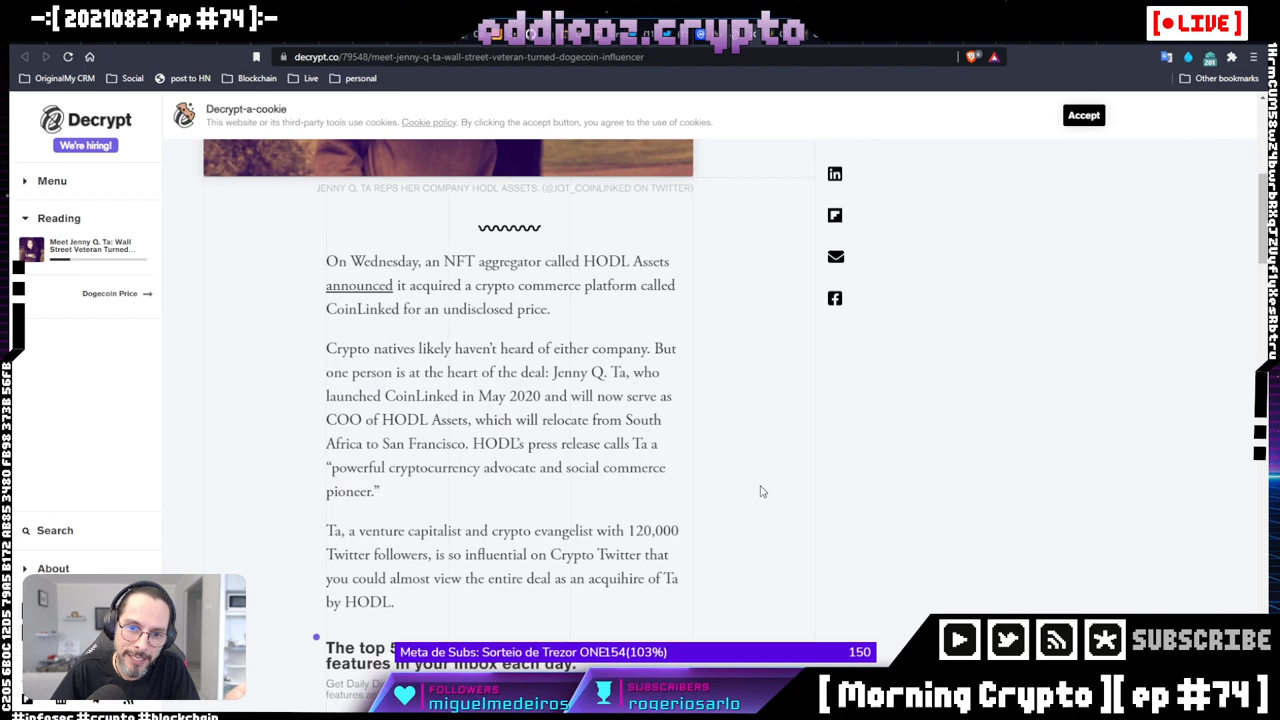 -:[ 20210827 ep #74 ]:-
eddieoz.crypto
[ LIVE ]
decrypt.co/79548/meet-jenny-q-ta-wall-street-veteran-turned-dogecoin-influencer
OriginalMy CRM
Social
post to HN
Blockchain
Live
personal
201
Other bookmarks
Decrypt
We're hiring!
Menu
Reading
Meet Jenny Q. Ta: Wall
Street Veteran Turned...
Dogecoin Price →
Search
About
Decrypt-a-cookie
This website or its third-party tools use cookies. Cookie policy. By clicking the accept button, you agree to the use of cookies.
Accept
JENNY Q. TA REPS HER COMPANY HODL ASSETS. (@JQT_COINLINKED ON TWITTER)
On Wednesday, an NFT aggregator called HODL Assets
announced it acquired a crypto commerce platform called
CoinLinked for an undisclosed price.
Crypto natives likely haven't heard of either company. But
one person is at the heart of the deal: Jenny Q. Ta, who
launched CoinLinked in May 2020 and will now serve as
COO of HODL Assets, which will relocate from South
Africa to San Francisco. HODL's press release calls Ta a
“powerful cryptocurrency advocate and social commerce
pioneer.”
Ta, a venture capitalist and crypto evangelist with 120,000
Twitter followers, is so influential on Crypto Twitter that
you could almost view the entire deal as an acquihire of Ta
by HODL.
The top 5
features in your inbox each day.
Get Daily Di
features an
Meta de Subs: Sorteio de Trezor ONE154(103%) 150
FOLLOWERS
miguelmedeiros
SUBSCRIBERS
rogeriosarlo
SUBSCRIBE
[ Morning Crypto ][ ep #74 ]
#infosec #crypto #blockchain